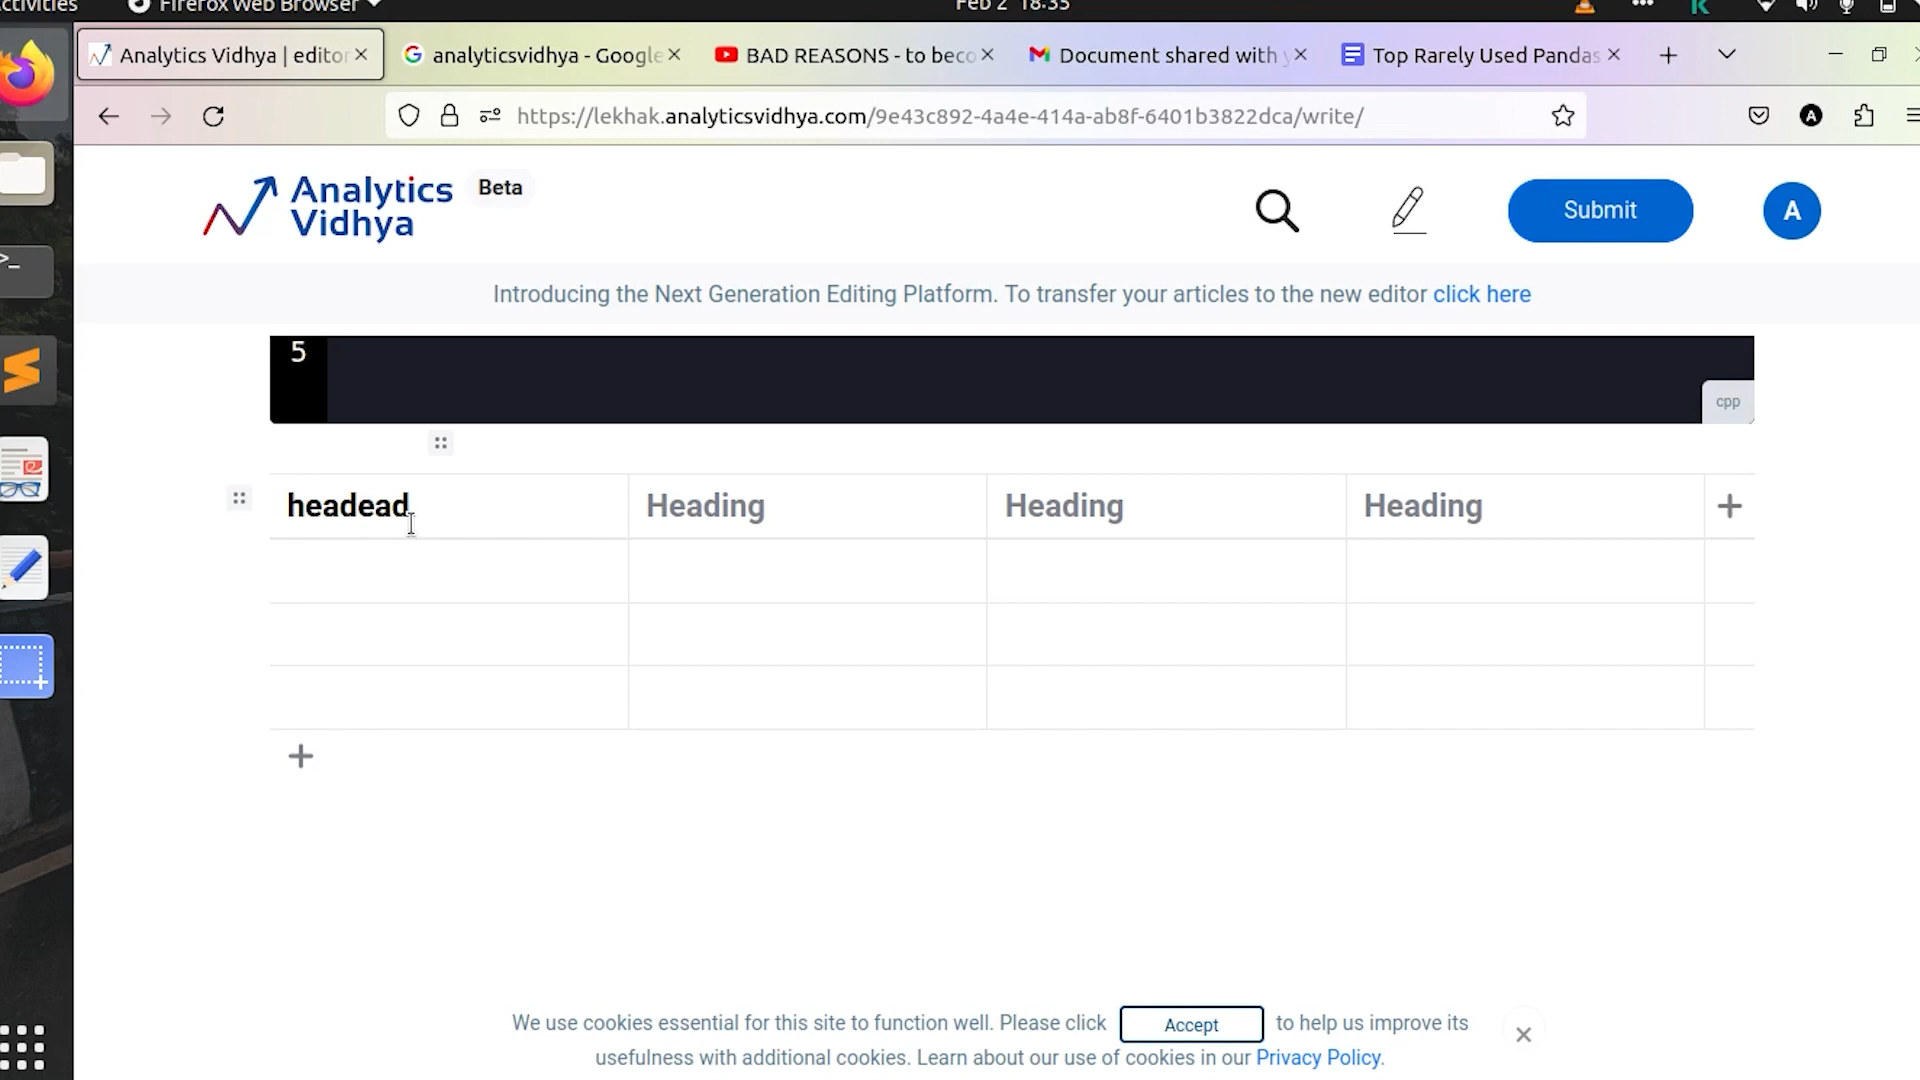 Activities
Firefox Web Browser
Feb 2 18:35
Analytics Vidhya | editor
analyticsvidhya - Google
BAD REASONS - to beco
Document shared with y
Top Rarely Used Pandas
https://lekhak.analyticsvidhya.com/9e43c892-4a4e-414a-ab8f-6401b3822dca/write/
A
Analytics
Vidhya
Beta
Submit
A
Introducing the Next Generation Editing Platform. To transfer your articles to the new editor click here
5
cpp
headead
Heading
Heading
Heading
We use cookies essential for this site to function well. Please click
Accept
to help us improve its
usefulness with additional cookies. Learn about our use of cookies in our Privacy Policy.